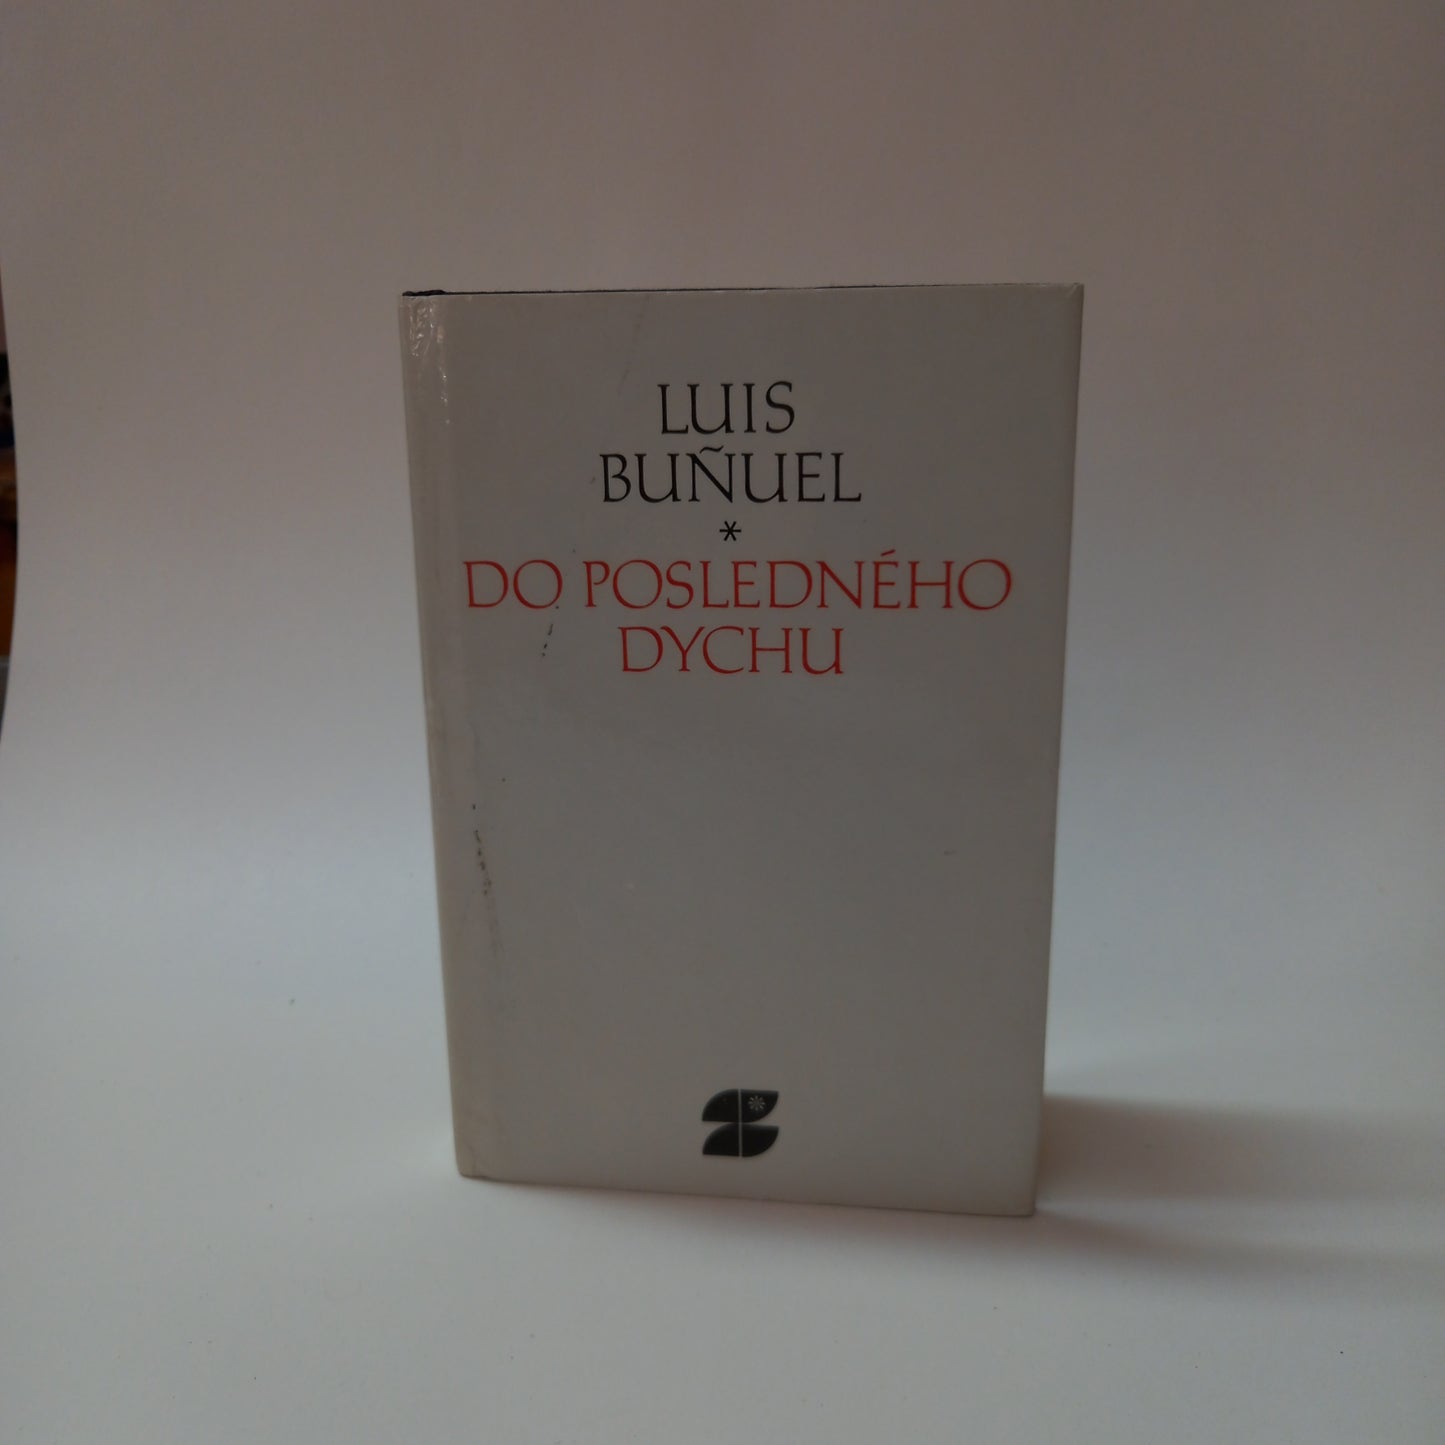 LUIS
BUÑUEL
*
DO POSLEDNÉHO
DYCHU